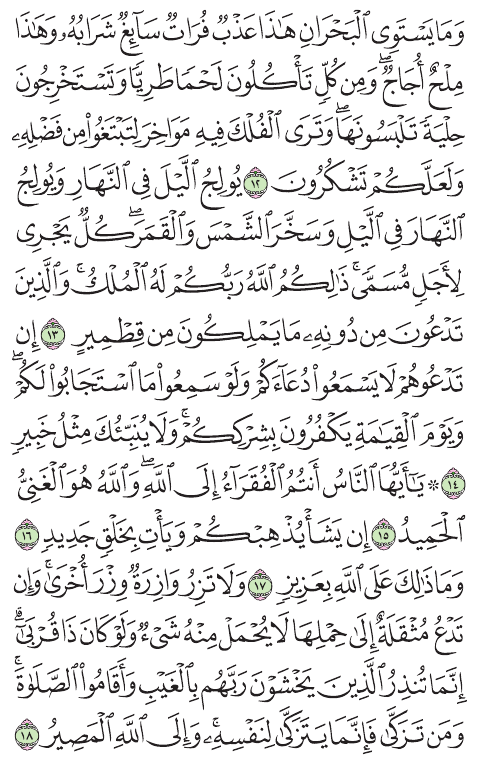 وَمَا يَسْتَوِي ٱلْبَحْرَانِ هَٰذَا عَذْبٌ فُرَاتٌ سَآئِغٌ شَرَابُهُۥ وَهَٰذَا
مِلْحٌ أُجَاجٌ ۖ وَمِن كُلٍّ تَأْكُلُونَ لَحْمًا طَرِيًّا وَتَسْتَخْرِجُونَ
حِلْيَةً تَلْبَسُونَهَا ۖ وَتَرَى ٱلْفُلْكَ فِيهِ مَوَاخِرَ لِتَبْتَغُوا۟ مِن فَضْلِهِۦ
وَلَعَلَّكُمْ تَشْكُرُونَ ١٢ يُولِجُ ٱلَّيْلَ فِى ٱلنَّهَارِ وَيُولِجُ
ٱلنَّهَارَ فِى ٱلَّيْلِ وَسَخَّرَ ٱلشَّمْسَ وَٱلْقَمَرَ ۖ كُلٌّ يَجْرِى
لِأَجَلٍ مُّسَمًّى ۚ ذَٰلِكُمُ ٱللَّهُ رَبُّكُمْ لَهُ ٱلْمُلْكُ ۚ وَٱلَّذِينَ
تَدْعُونَ مِن دُونِهِۦ مَا يَمْلِكُونَ مِن قِطْمِيرٍ ١٣ إِن
تَدْعُوهُمْ لَا يَسْمَعُوا۟ دُعَآءَكُمْ وَلَوْ سَمِعُوا۟ مَا ٱسْتَجَابُوا۟ لَكُمْ ۖ
وَيَوْمَ ٱلْقِيَٰمَةِ يَكْفُرُونَ بِشِرْكِكُمْ ۚ وَلَا يُنَبِّئُكَ مِثْلُ خَبِيرٍ
١٤ ۞ يَٰٓأَيُّهَا ٱلنَّاسُ أَنتُمُ ٱلْفُقَرَآءُ إِلَى ٱللَّهِ ۖ وَٱللَّهُ هُوَ ٱلْغَنِىُّ
ٱلْحَمِيدُ ١٥ إِن يَشَأْ يُذْهِبْكُمْ وَيَأْتِ بِخَلْقٍ جَدِيدٍ ١٦
وَمَا ذَٰلِكَ عَلَى ٱللَّهِ بِعَزِيزٍ ١٧ وَلَا تَزِرُ وَازِرَةٌ وِزْرَ أُخْرَىٰ ۚ وَإِن
تَدْعُ مُثْقَلَةٌ إِلَىٰ حِمْلِهَا لَا يُحْمَلْ مِنْهُ شَىْءٌ وَلَوْ كَانَ ذَا قُرْبَىٰٓ ۗ
إِنَّمَا تُنذِرُ ٱلَّذِينَ يَخْشَوْنَ رَبَّهُم بِٱلْغَيْبِ وَأَقَامُوا۟ ٱلصَّلَوٰةَ ۚ
وَمَن تَزَكَّىٰ فَإِنَّمَا يَتَزَكَّىٰ لِنَفْسِهِۦ ۚ وَإِلَى ٱللَّهِ ٱلْمَصِيرُ ١٨